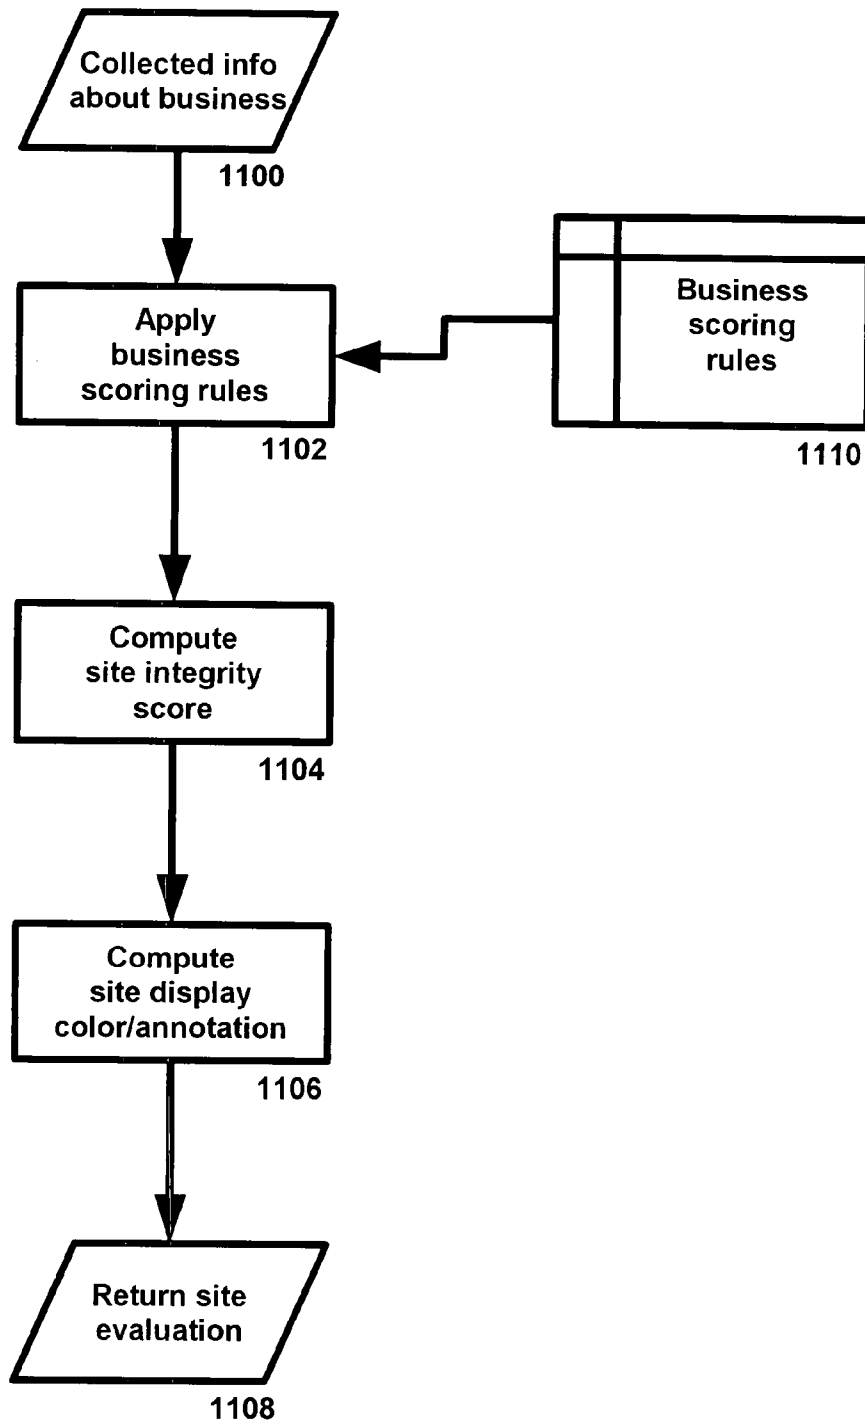 Collected info
about business
1100
Apply
business
scoring rules
1102
Business
scoring
rules
1110
Compute
site integrity
score
1104
Compute
site display
color/annotation
1106
Return site
evaluation
1108